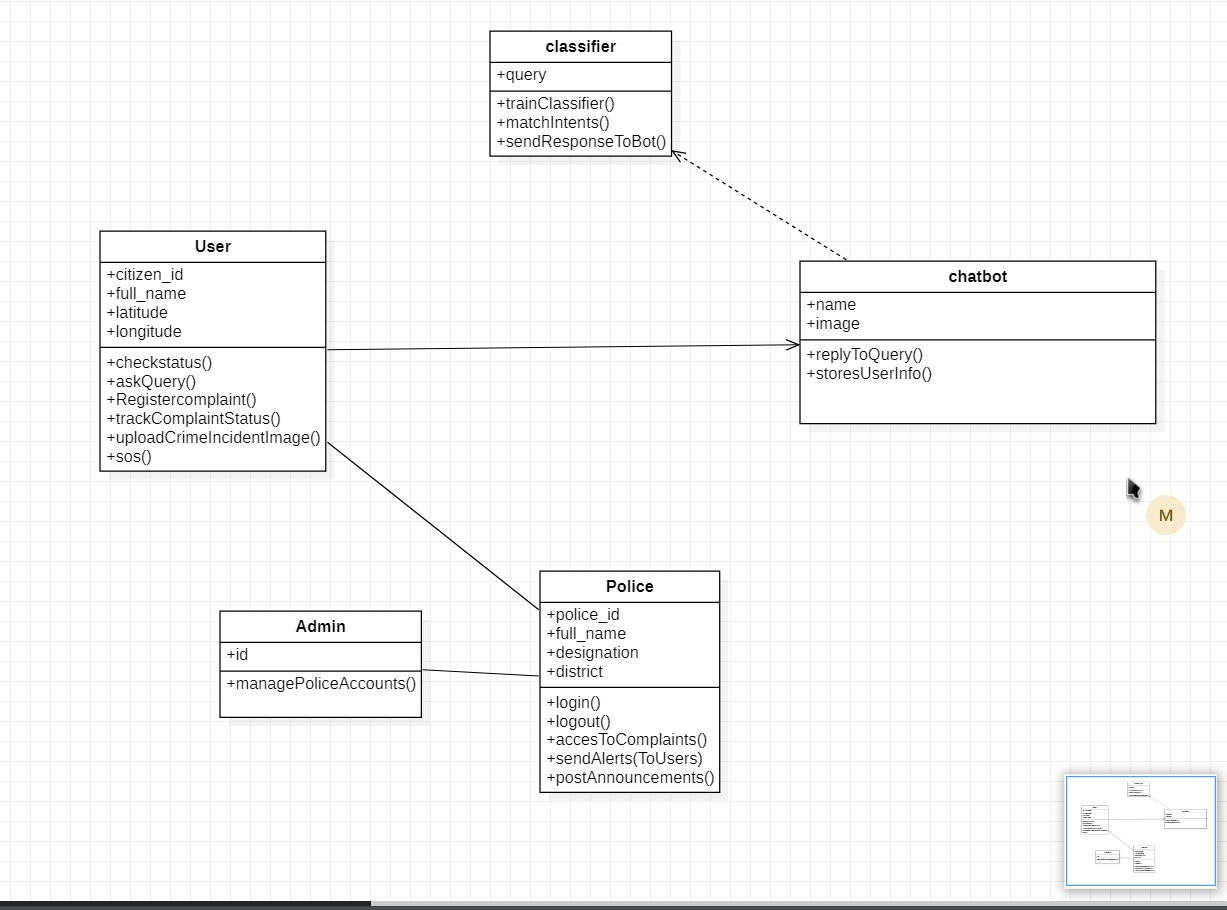 classifier
+query
+trainClassifier()
+matchIntents()
+sendResponseToBot()
User
+citizen_id
+full_name
+latitude
+longitude
+checkstatus()
+askQuery()
+Registercomplaint()
+trackComplaintStatus()
+uploadCrimeIncidentImage()
+sos()
chatbot
+name
+image
+replyToQuery()
+storesUserInfo()
M
Admin
+id
+managePoliceAccounts()
Police
+police_id
+full_name
+designation
+district
+login()
+logout()
+accesToComplaints()
+sendAlerts(ToUsers)
+postAnnouncements()